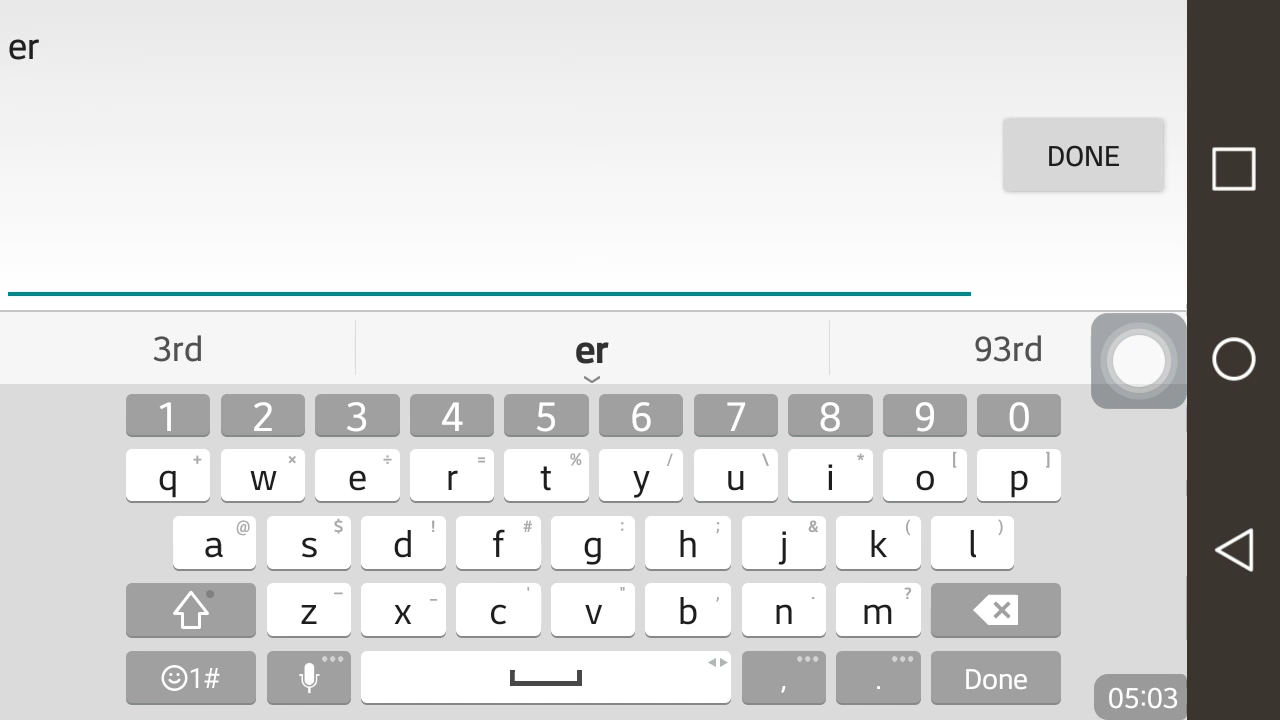 er
DONE
3rd er 93rd
1 2 3 4 5 6 7 8 9 0
q + w × e ÷ r = t % y / u \ i * o [ p ]
a @ s $ d ! f # g : h ; j & k ( l )
z – x _ c ' v " b , n . m ?
1# , . Done
05:03